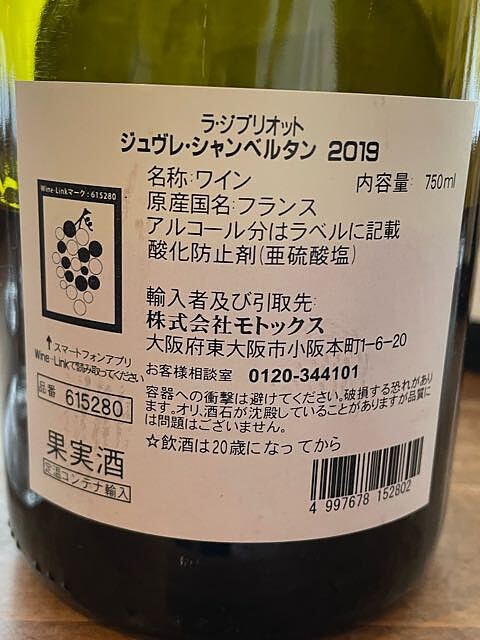 ラ・ジブリオット
ジュヴレ・シャンベルタン 2019
Wine-Linkマーク:615280
名称:ワイン 内容量: 750ml
原産国名:フランス
アルコール分はラベルに記載
酸化防止剤(亜硫酸塩)
輸入者及び引取先:
株式会社モトックス
大阪府東大阪市小阪本町1-6-20
↑スマートフォンアプリ
Wine-Linkで読み取ってください
お客様相談室 0120-344101
品番 615280
容器への衝撃は避けてください。破損する恐れがあり
ます。オリ、酒石が沈殿していることがありますが品質に
は問題はございません。
☆飲酒は20歳になってから
果実酒
定温コンテナ輸入
4 997678 152802